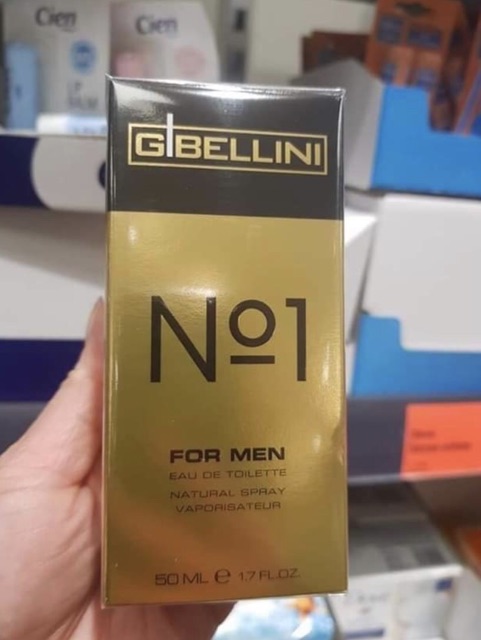 Cien
Cien
GIBELLINI
No1
FOR MEN
EAU DE TOILETTE
NATURAL SPRAY
VAPORISATEUR
50 ML ℮ 1.7 FL.OZ.